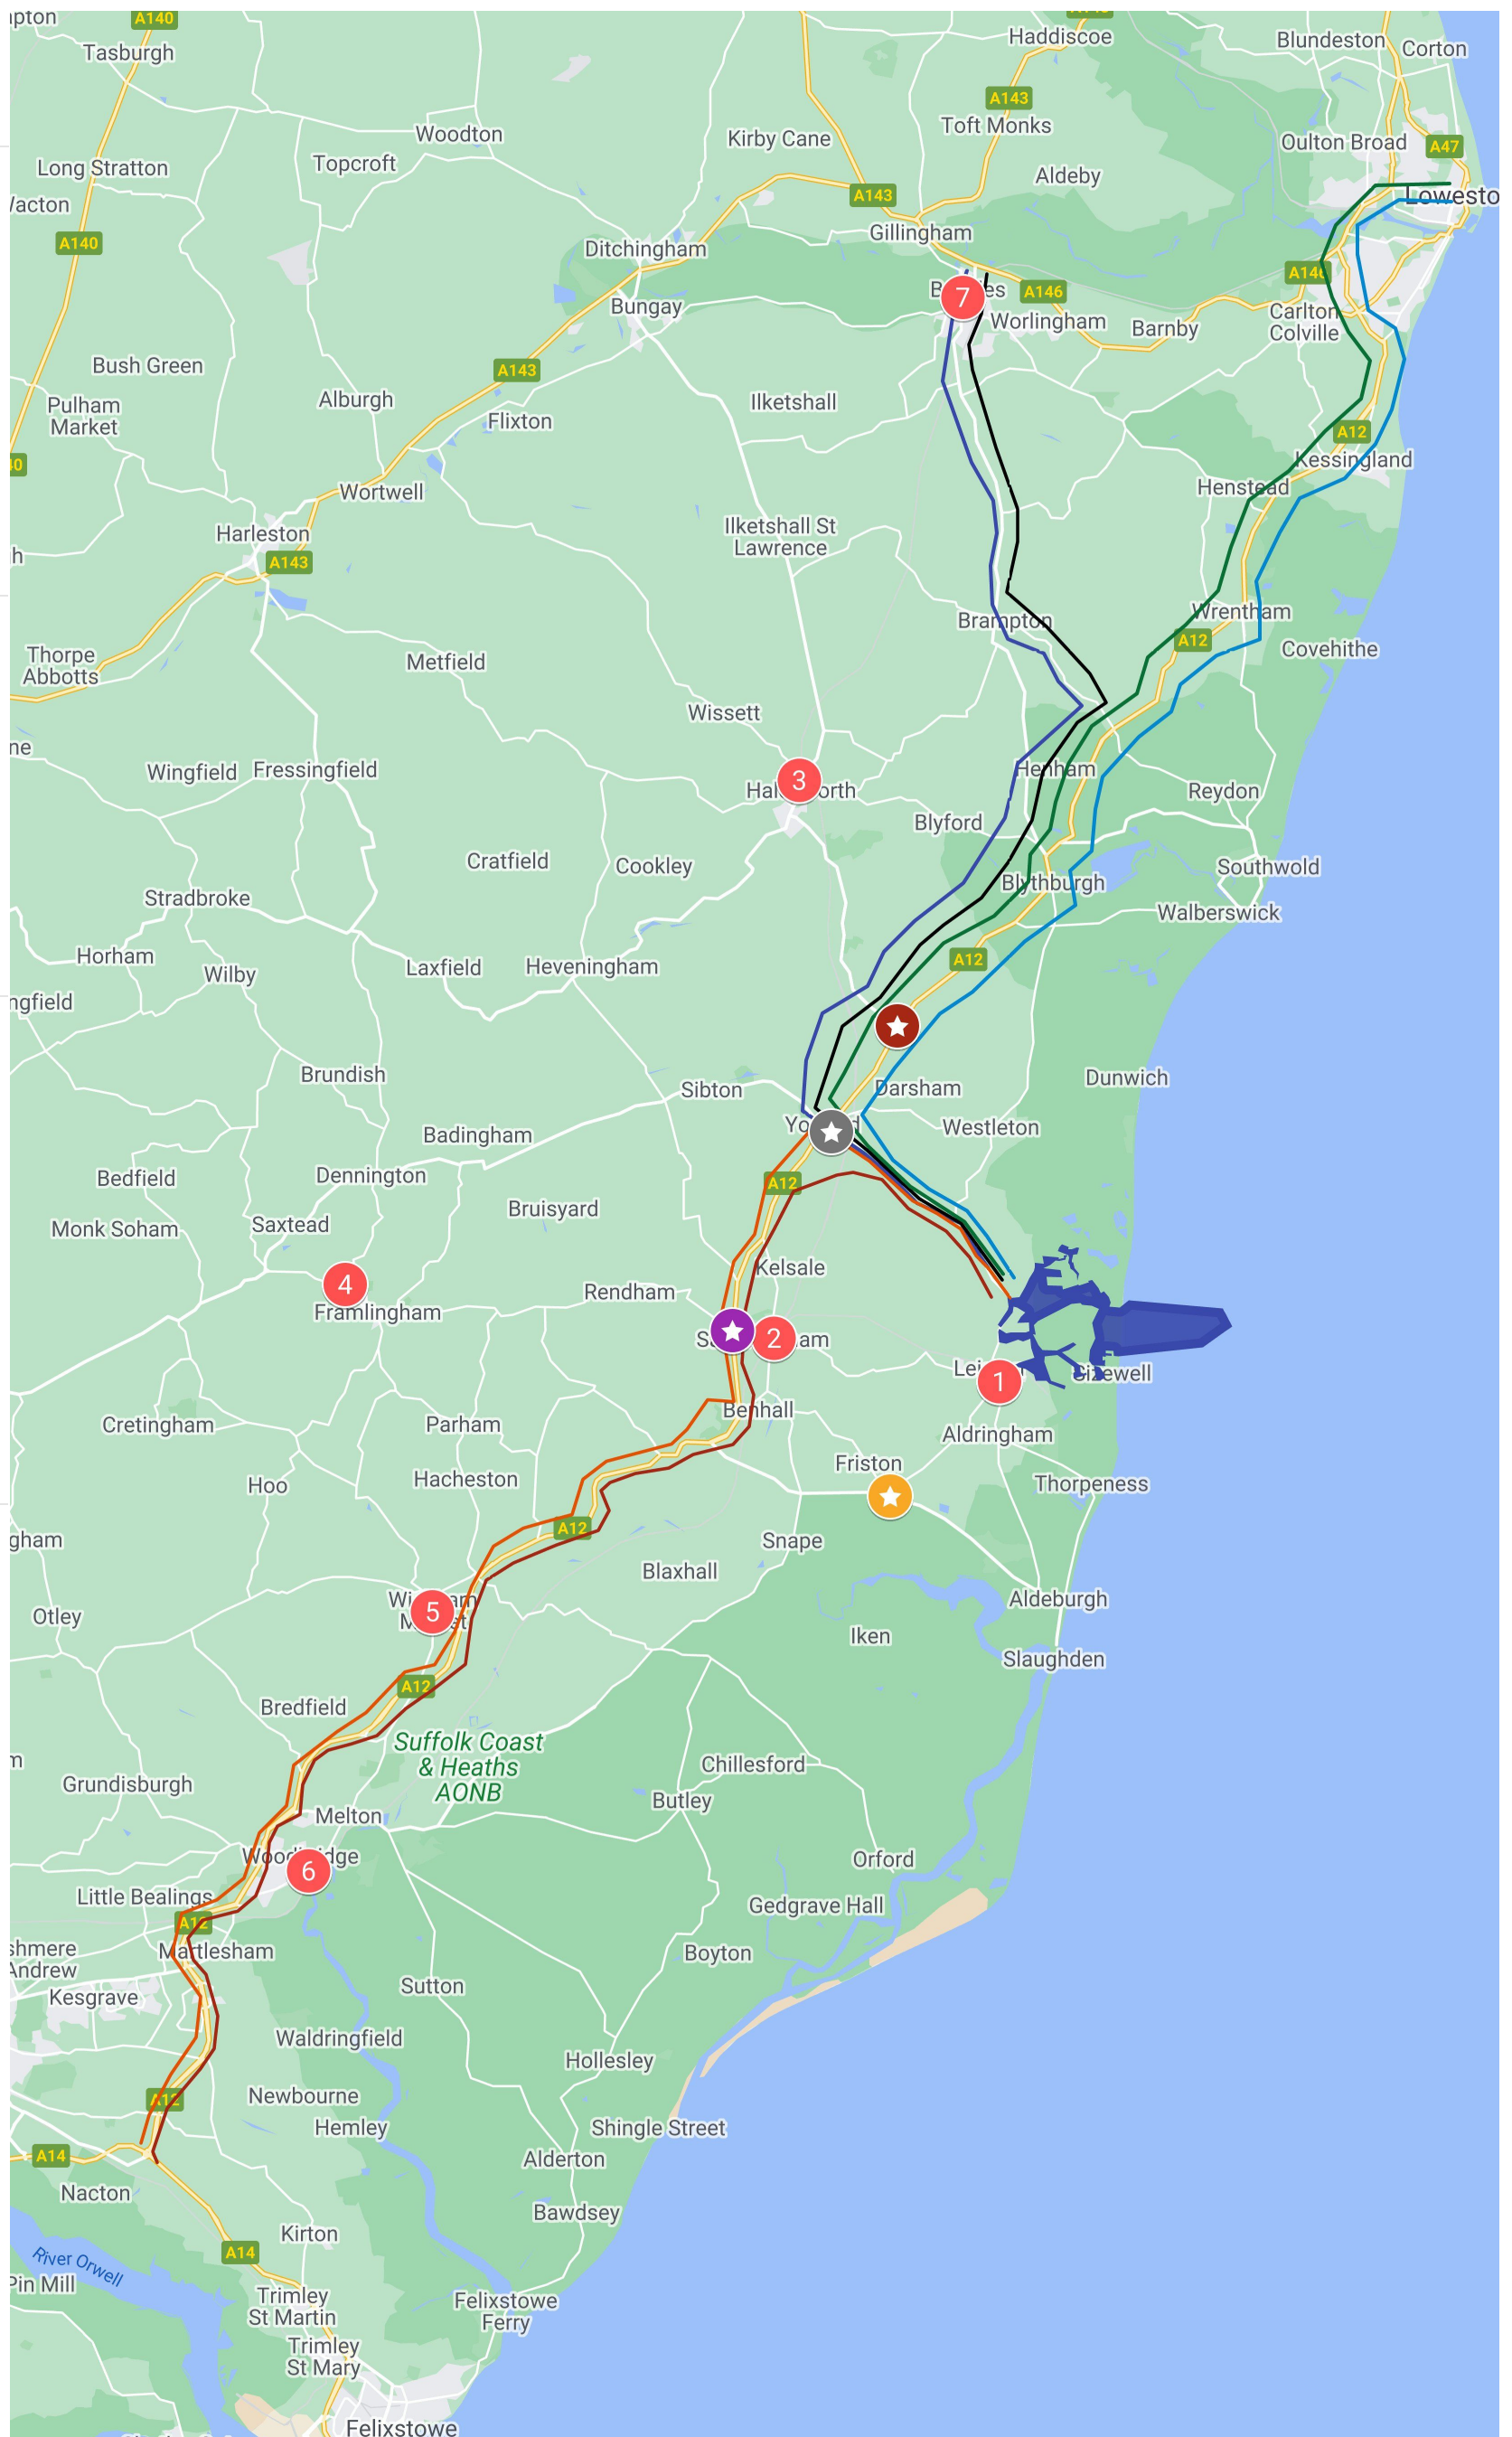 A140
Tasburgh
Haddiscoe
Blundeston
Corton
A143
Woodton
Toft Monks
Kirby Cane
Oulton Broad
A47
Long Stratton
Topcroft
Aldeby
A143
Lowesto
A140
Gillingham
Ditchingham
A146
7
A146
Bungay
Worlingham
Barnby
Carlton
Colville
Bush Green
A143
Pulham
Market
Alburgh
Flixton
Ilketshall
A12
Kessingland
Wortwell
Henstead
Harleston
Ilketshall St
Lawrence
A143
Brampton
Wrentham
A12
Covehithe
Thorpe
Abbotts
Metfield
Wissett
Wingfield
Fressingfield
Henham
3
Reydon
Blyford
Cratfield
Cookley
Southwold
Blythburgh
Stradbroke
Walberswick
Horham
Wilby
Laxfield
Heveningham
A12
Brundish
Sibton
Darsham
Dunwich
Badingham
Westleton
Bedfield
Dennington
A12
Monk Soham
Saxtead
Bruisyard
Kelsale
4
Rendham
Framlingham
2
Sizewell
1
Cretingham
Parham
Benhall
Aldringham
Hoo
Hacheston
Friston
Thorpeness
A12
Snape
Blaxhall
5
Aldeburgh
Otley
Iken
Slaughden
A12
Bredfield
Suffolk Coast
& Heaths
AONB
Chillesford
Grundisburgh
Butley
Melton
6
Orford
Little Bealings
Gedgrave Hall
A12
Martlesham
Boyton
Kesgrave
Sutton
Waldringfield
Hollesley
A12
Newbourne
Hemley
Shingle Street
A14
Alderton
Nacton
Bawdsey
Kirton
A14
River Orwell
Pin Mill
Trimley
St Martin
Felixstowe
Ferry
Trimley
St Mary
Felixstowe